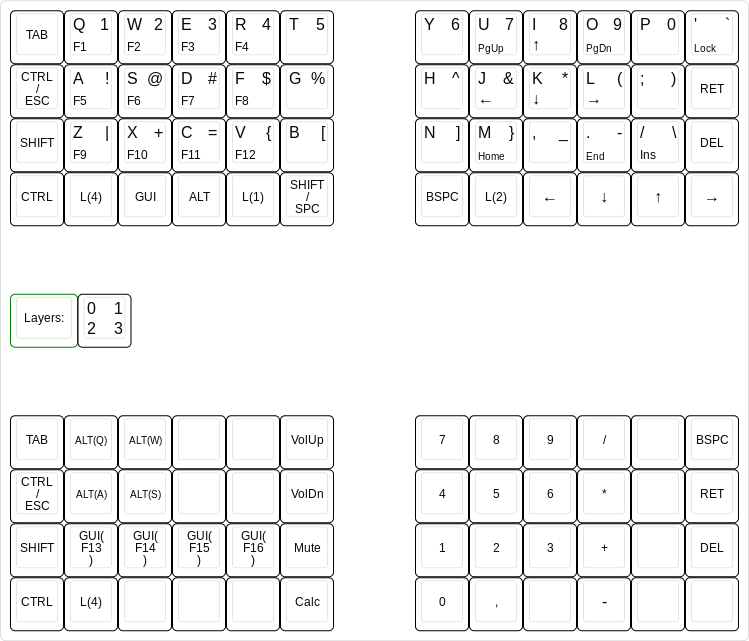 TAB Q 1 W 2 E 3 R 4 T 5 Y 6 U 7 I 8 O 9 P 0 ' `
F1 F2 F3 F4 PgUp ↑ PgDn Lock
CTRL / ESC A ! S @ D # F $ G % H ^ J & K * L ( ; ) RET
F5 F6 F7 F8 ← ↓ →
SHIFT Z | X + C = V { B [ N ] M } , _ . - / \ DEL
F9 F10 F11 F12 Home End Ins
CTRL L(4) GUI ALT L(1) SHIFT / SPC BSPC L(2) ← ↓ ↑ →
Layers: 0 1
2 3
TAB ALT(Q) ALT(W) VolUp 7 8 9 / BSPC
CTRL / ESC ALT(A) ALT(S) VolDn 4 5 6 * RET
SHIFT GUI( F13 ) GUI( F14 ) GUI( F15 ) GUI( F16 ) Mute 1 2 3 + DEL
CTRL L(4) Calc 0 , -